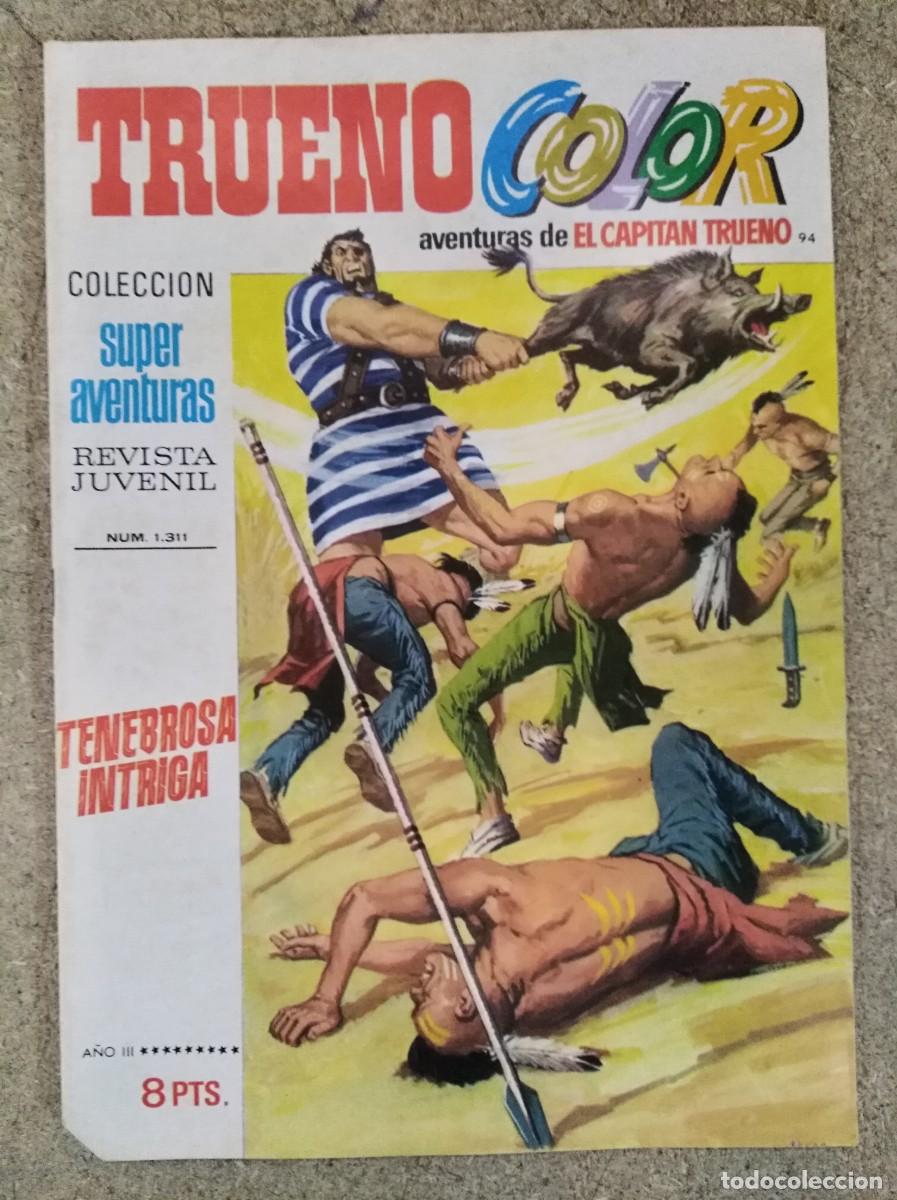 TRUENO COLOR
aventuras de EL CAPITAN TRUENO 94
COLECCION
super
aventuras
REVISTA
JUVENIL
NUM. 1.311
TENEBROSA
INTRIGA
AÑO III ★★★★★★★★★
8 PTS.
todocoleccion